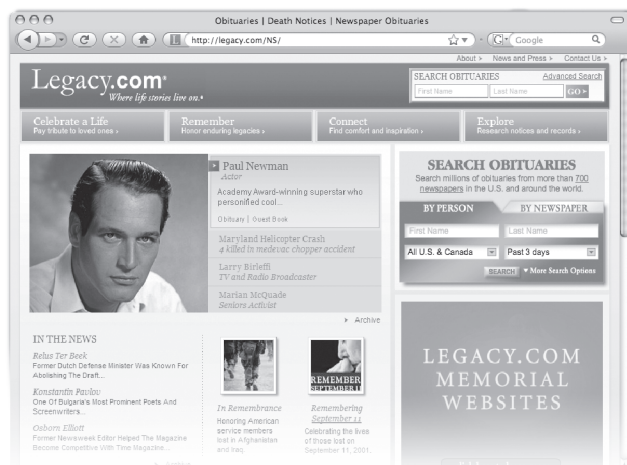 Obituaries | Death Notices | Newspaper Obituaries
http://legacy.com/NS/
Google
About > News and Press > Contact Us >
Legacy.com
Where life stories live on.
SEARCH OBITUARIES Advanced Search
First Name Last Name GO
Celebrate a Life
Pay tribute to loved ones ›
Remember
Honor enduring legacies ›
Connect
Find comfort and inspiration ›
Explore
Research notices and records ›
Paul Newman
Actor
Academy Award-winning superstar who
personified cool...
Obituary | Guest Book
Maryland Helicopter Crash
4 killed in medevac chopper accident
Larry Birleffi
TV and Radio Broadcaster
Marian McQuade
Seniors Activist
Archive
SEARCH OBITUARIES
Search millions of obituaries from more than 700
newspapers in the U.S. and around the world.
BY PERSON BY NEWSPAPER
First Name Last Name
All U.S. & Canada Past 3 days
SEARCH More Search Options
IN THE NEWS
Relus Ter Beek
Former Dutch Defense Minister Was Known For
Abolishing The Draft...
Konstantin Pavlov
One Of Bulgaria's Most Prominent Poets And
Screenwriters...
Osborn Elliott
Former Newsweek Editor Helped The Magazine
Become Competitive With Time Magazine...
Archive
In Remembrance
Honoring American
service members
lost in Afghanistan
and Iraq.
REMEMBER
SEPTEMBER 11
Remembering
September 11
Celebrating the lives
of those lost on
September 11, 2001.
LEGACY.COM
MEMORIAL
WEBSITES